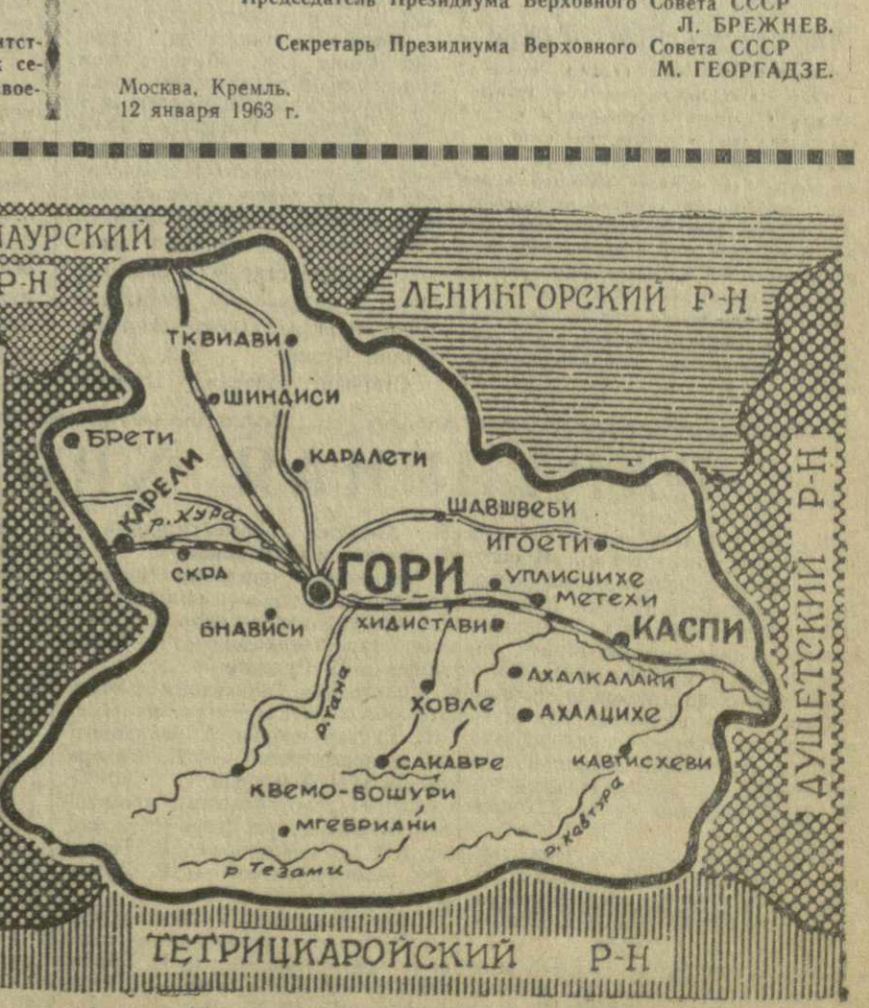 Председатель Президиума Верховного Совета СССР
Л. БРЕЖНЕВ.
Секретарь Президиума Верховного Совета СССР
М. ГЕОРГАДЗЕ.
Москва, Кремль.
12 января 1963 г.
Р-Н
ЛЕНИНГОРСКИЙ Р-Н
ТКВИАВИ
ШИНДИСИ
БРЕТИ
КАРАЛЕТИ
КАРЕЛИ
р. Кура
ШАВШВЕБИ
ИГОЕТИ
СКРА
ГОРИ
УПЛИСЦИХЕ
МЕТЕХИ
БНАВИСИ
ХИДИСТАВИ
КАСПИ
р. Тана
АХАЛКАЛАКИ
ХОВЛЕ
АХАЛЦИХЕ
САКАВРЕ
КАВТИСХЕВИ
КВЕМО-БОШУРИ
МГЕБРИАНИ
р. Кавтура
р Тезами
ДУШЕТСКИЙ Р-Н
ТЕТРИЦКАРОЙСКИЙ Р-Н